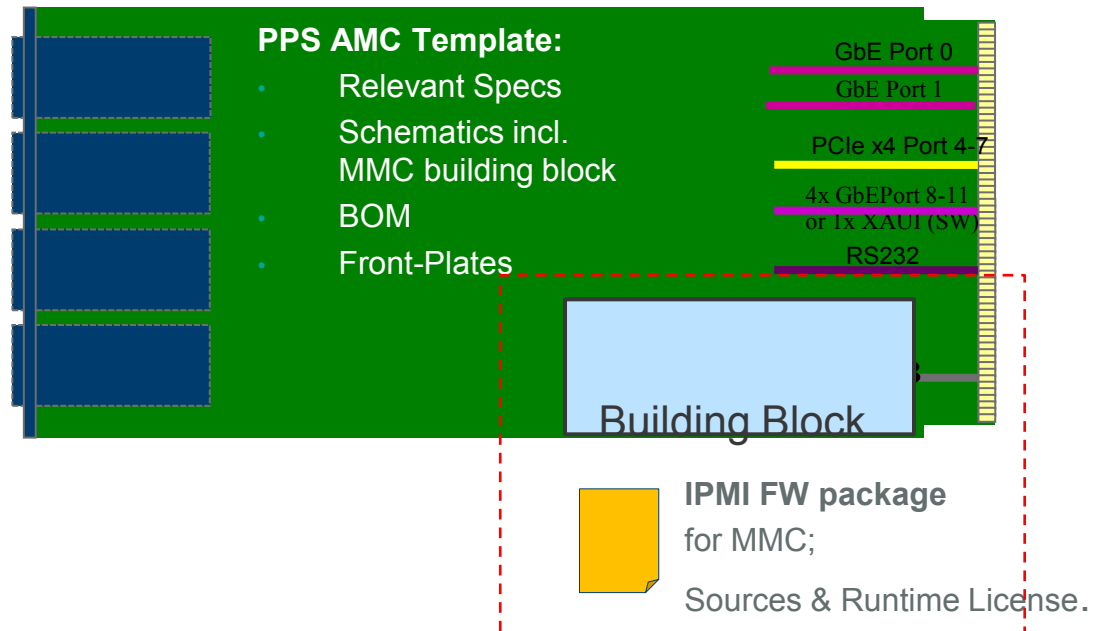 PPS AMC Template:
Relevant Specs
Schematics incl.
MMC building block
BOM
Front-Plates
GbE Port 0
GbE Port 1
PCIe x4 Port 4-7
4x GbEPort 8-11
or 1x XAUI (SW)
RS232
Building Block
IPMI FW package
for MMC;
Sources & Runtime License.